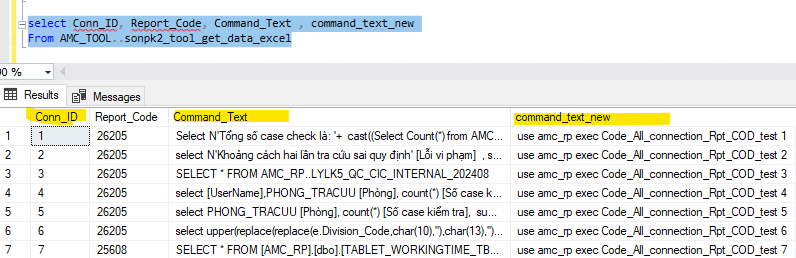 select Conn_ID, Report_Code, Command_Text , command_text_new
From AMC_TOOL..sonpk2_tool_get_data_excel
00 %
Results Messages
Conn_ID Report_Code Command_Text command_text_new
1 1 26205 Select N'Tổng số case check là: '+ cast((Select Count(*) from AMC... use amc_rp exec Code_All_connection_Rpt_COD_test 1
2 2 26205 select N'Khoảng cách hai lần tra cứu sai quy định' [Lỗi vi phạm] , s... use amc_rp exec Code_All_connection_Rpt_COD_test 2
3 3 26205 SELECT * FROM AMC_RP..LYLK5_QC_CIC_INTERNAL_202408 use amc_rp exec Code_All_connection_Rpt_COD_test 3
4 4 26205 select [UserName],PHONG_TRACUU [Phòng], count(*) [Số case k... use amc_rp exec Code_All_connection_Rpt_COD_test 4
5 5 26205 select PHONG_TRACUU [Phòng], count(*) [Số case kiểm tra], su... use amc_rp exec Code_All_connection_Rpt_COD_test 5
6 6 26205 select upper(replace(replace(e.Division_Code,char(10),''),char(13),'')... use amc_rp exec Code_All_connection_Rpt_COD_test 6
7 7 25608 SELECT * FROM [AMC_RP].[dbo].[TABLET_WORKINGTIME_TB... use amc_rp exec Code_All_connection_Rpt_COD_test 7